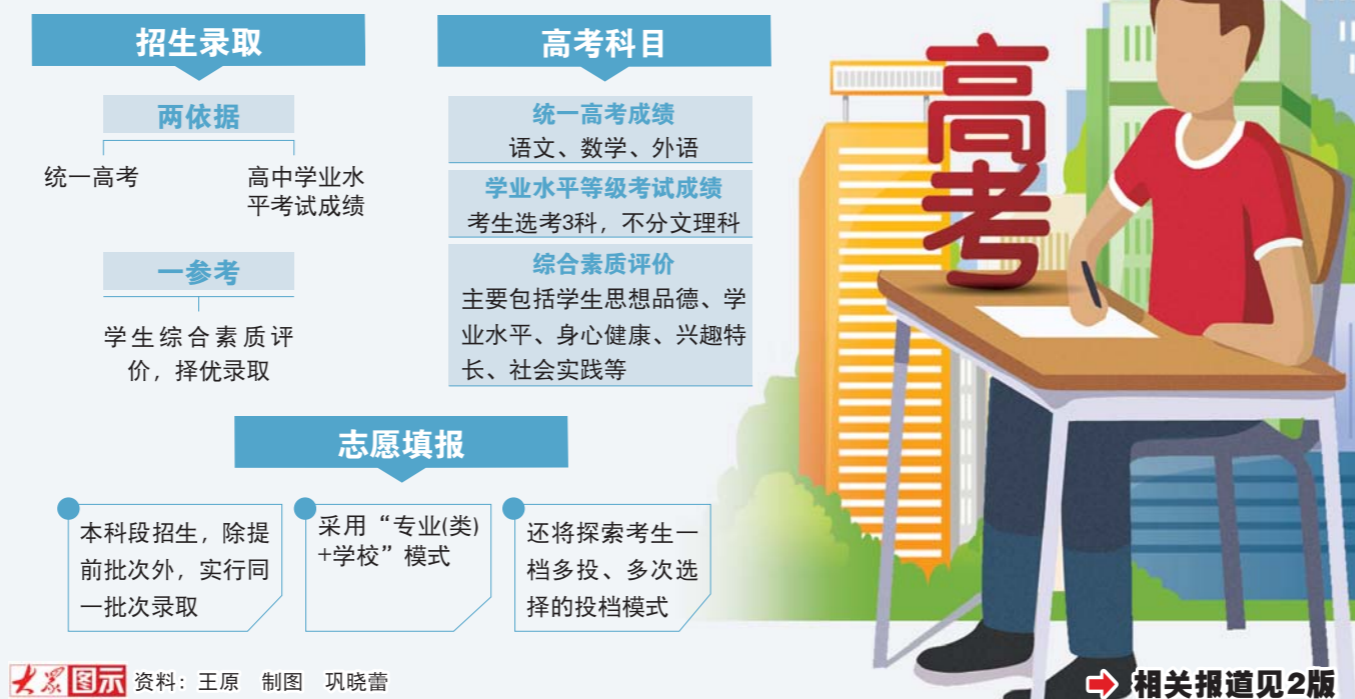 招生录取
两依据
统一高考
高中学业水
平考试成绩
一参考
学生综合素质评
价，择优录取
高考科目
统一高考成绩
语文、数学、外语
学业水平等级考试成绩
考生选考3科，不分文理科
综合素质评价
主要包括学生思想品德、学
业水平、身心健康、兴趣特
长、社会实践等
高考
志愿填报
本科段招生，除提
前批次外，实行同
一批次录取
采用“专业(类)
+学校”模式
还将探索考生一
档多投、多次选
择的投档模式
大众图示 资料：王原 制图 巩晓蕾
相关报道见2版